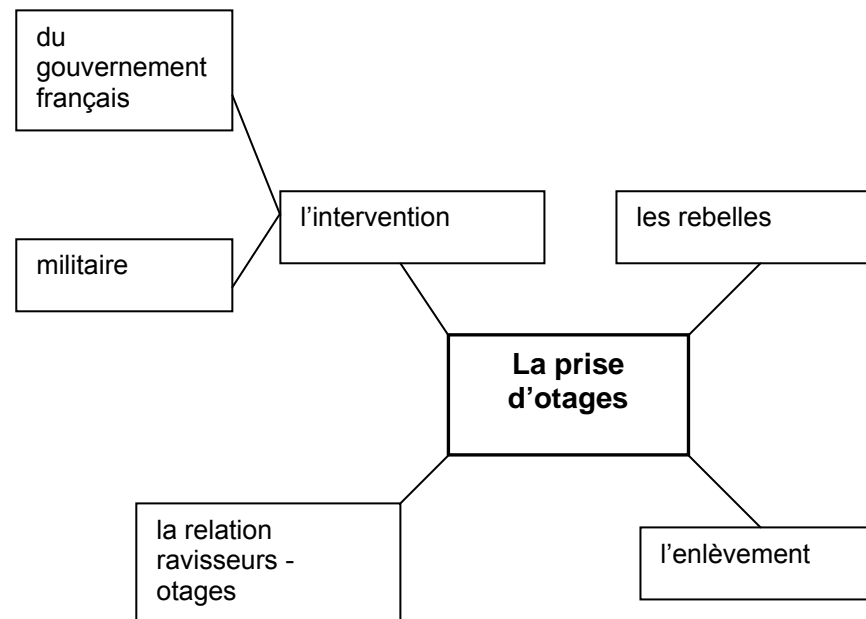 du
gouvernement
français
l’intervention
les rebelles
militaire
La prise
d’otages
la relation
ravisseurs -
otages
l’enlèvement